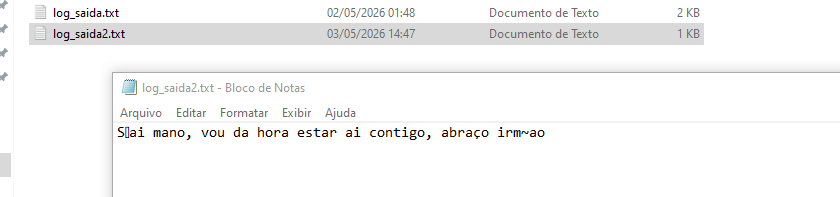 log_saida.txt 02/05/2026 01:48 Documento de Texto 2 KB
log_saida2.txt 03/05/2026 14:47 Documento de Texto 1 KB
log_saida2.txt - Bloco de Notas
Arquivo Editar Formatar Exibir Ajuda
S▯ai mano, vou da hora estar ai contigo, abraço irm~ao